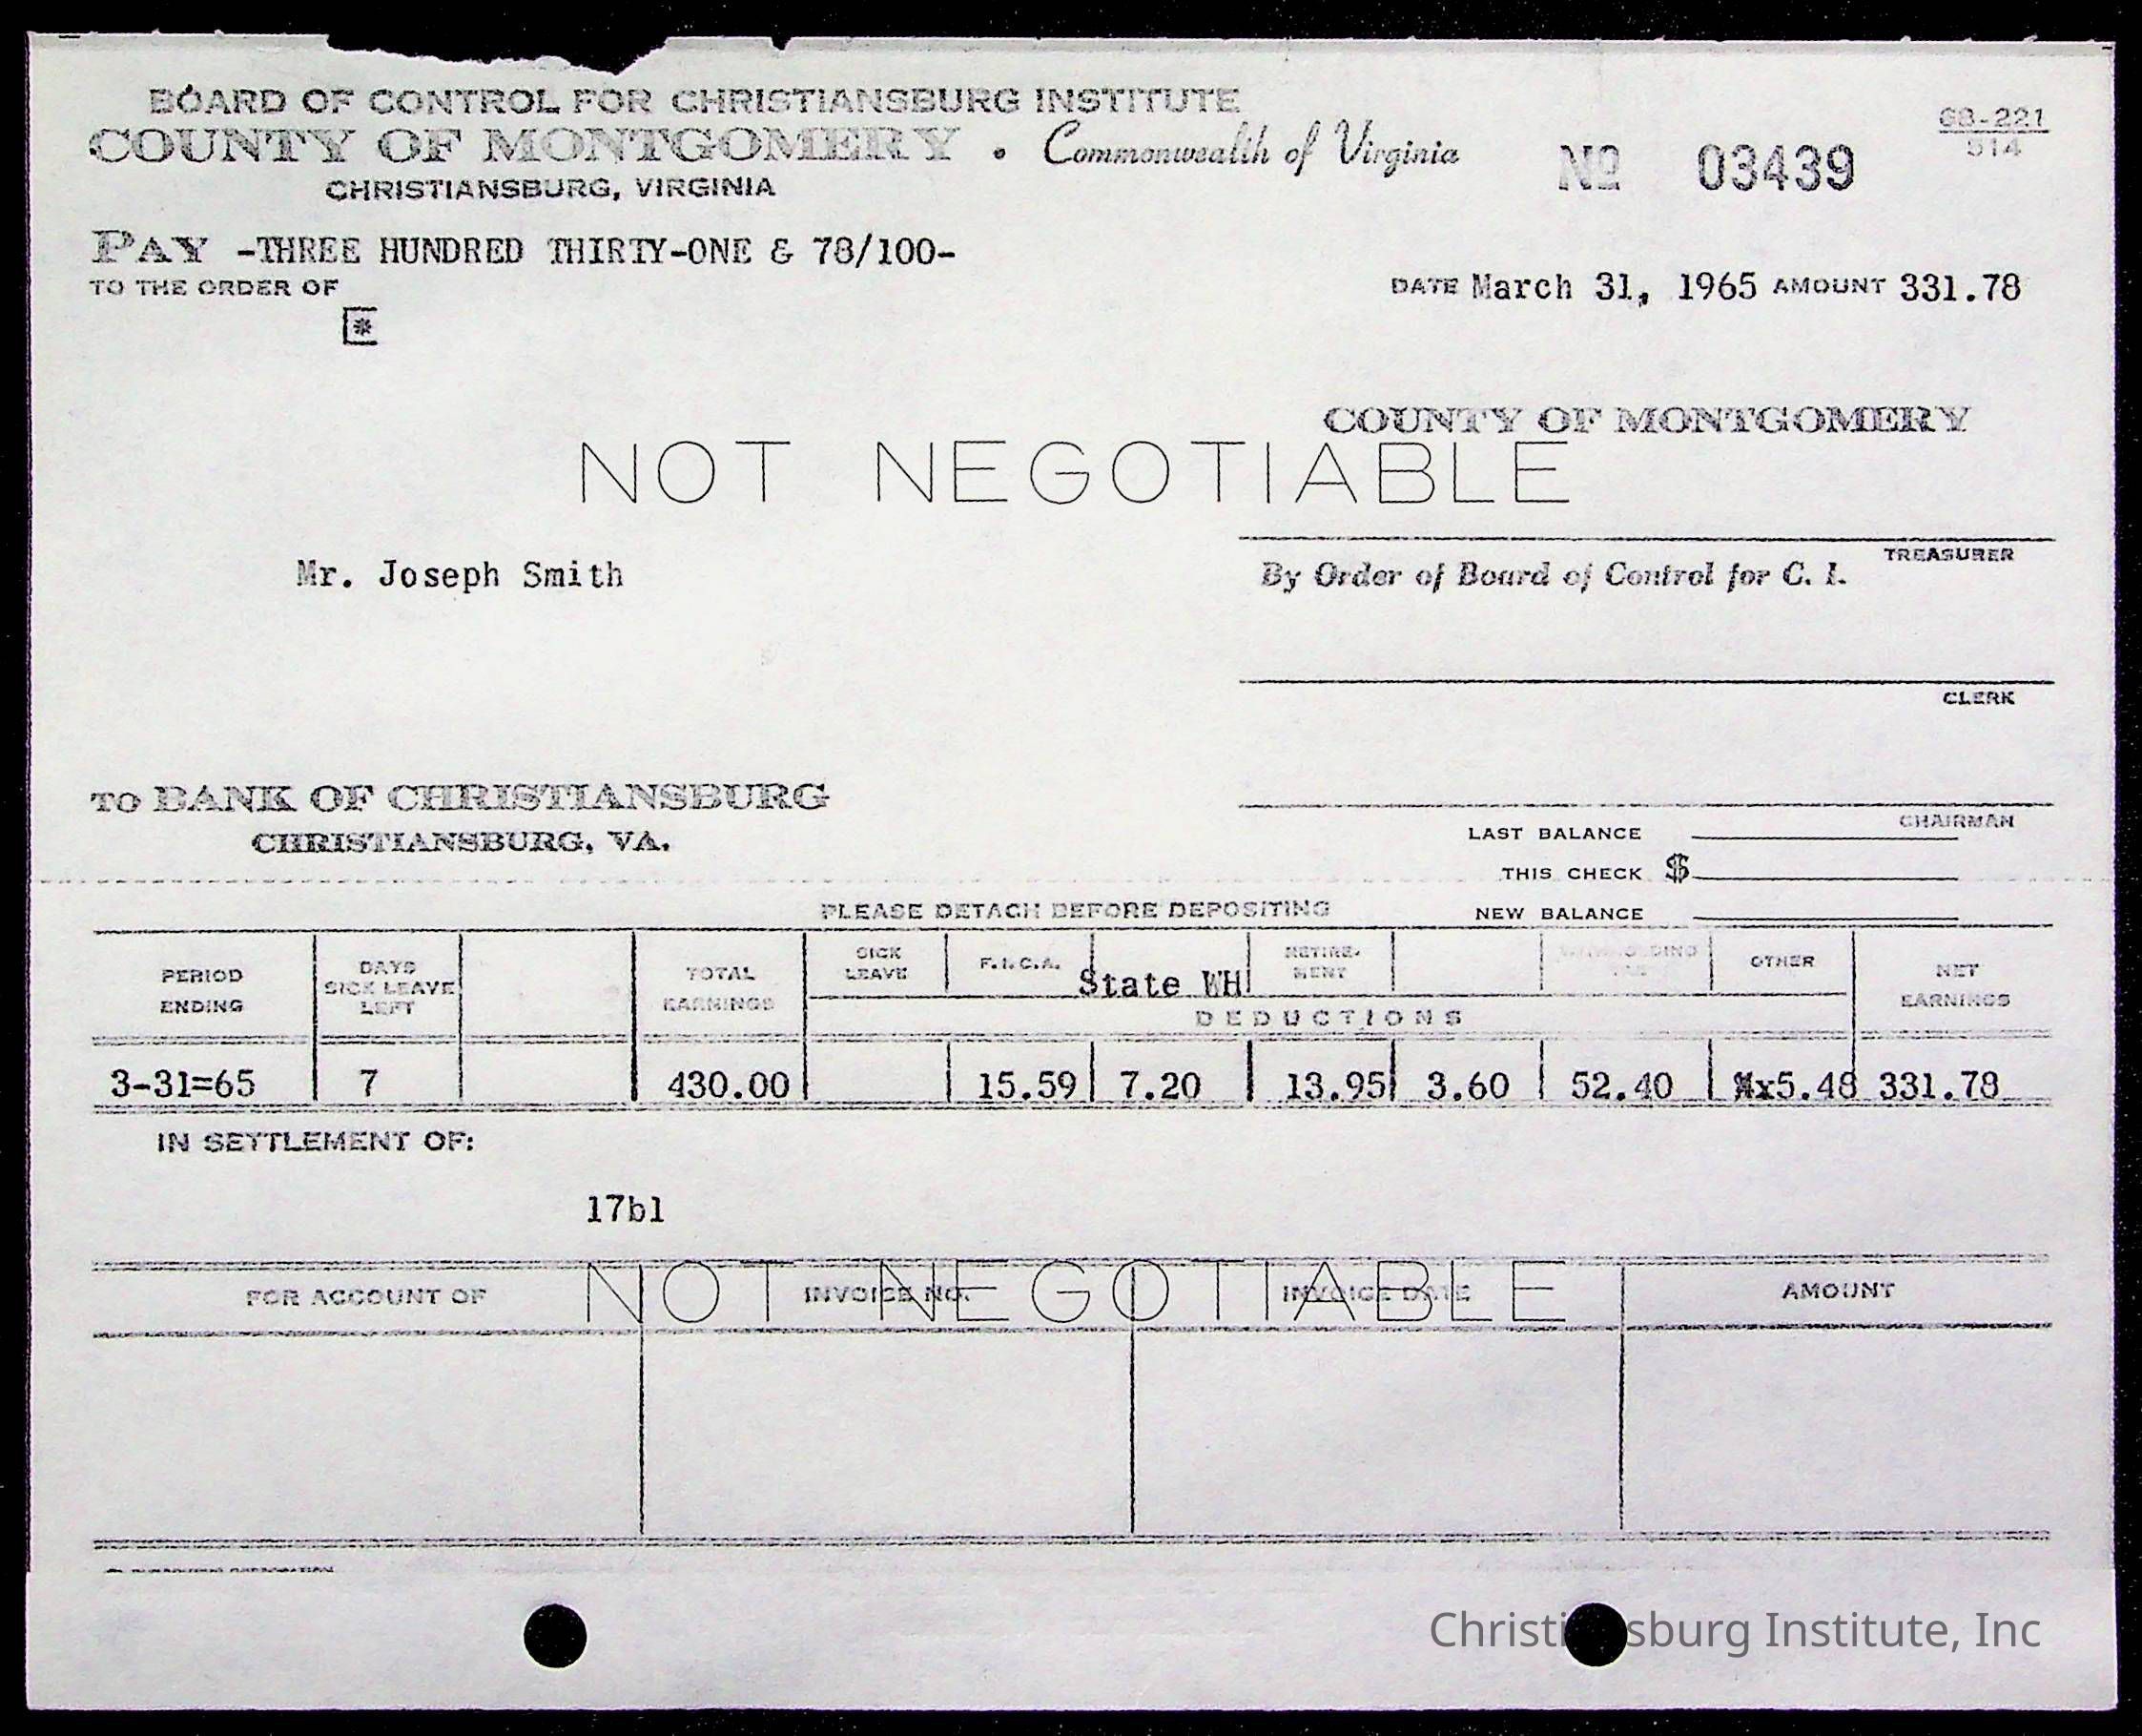 BOARD OF CONTROL FOR CHRISTIANSBURG INSTITUTE
COUNTY OF MONTGOMERY • Commonwealth of Virginia
CHRISTIANSBURG, VIRGINIA
No 03439
68-221
514
PAY -THREE HUNDRED THIRTY-ONE & 78/100-
TO THE ORDER OF
DATE March 31, 1965 AMOUNT 331.78
*
COUNTY OF MONTGOMERY
NOT NEGOTIABLE
TREASURER
Mr. Joseph Smith
By Order of Board of Control for C. I.
CLERK
TO BANK OF CHRISTIANSBURG
CHRISTIANSBURG, VA.
CHAIRMAN
LAST BALANCE
THIS CHECK $
NEW BALANCE
PLEASE DETACH BEFORE DEPOSITING
PERIOD ENDING DAYS SICK LEAVE LEFT TOTAL EARNINGS SICK LEAVE F.I.C.A. State WH RETIRE-MENT WITHHOLDING OTHER NET EARNINGS
DEDUCTIONS
3-31=65 7 430.00 15.59 7.20 13.95 3.60 52.40 5.48 331.78
IN SETTLEMENT OF:
17bl
NOT NEGOTIABLE
FOR ACCOUNT OF INVOICE NO. INVOICE DATE AMOUNT
Christi sburg Institute, Inc